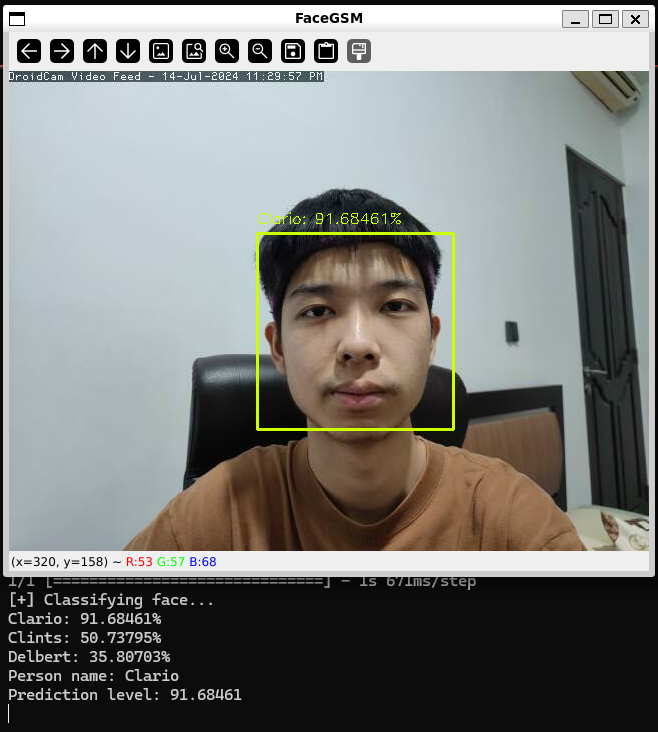 FaceGSM
DroidCam Video Feed - 14-Jul-2024 11:29:57 PM
Clario: 91.68461%
(x=320, y=158) ~ R:53 G:57 B:68
1/1 [==============================] - 1s 671ms/step
[+] Classifying face...
Clario: 91.68461%
Clints: 50.73795%
Delbert: 35.80703%
Person name: Clario
Prediction level: 91.68461